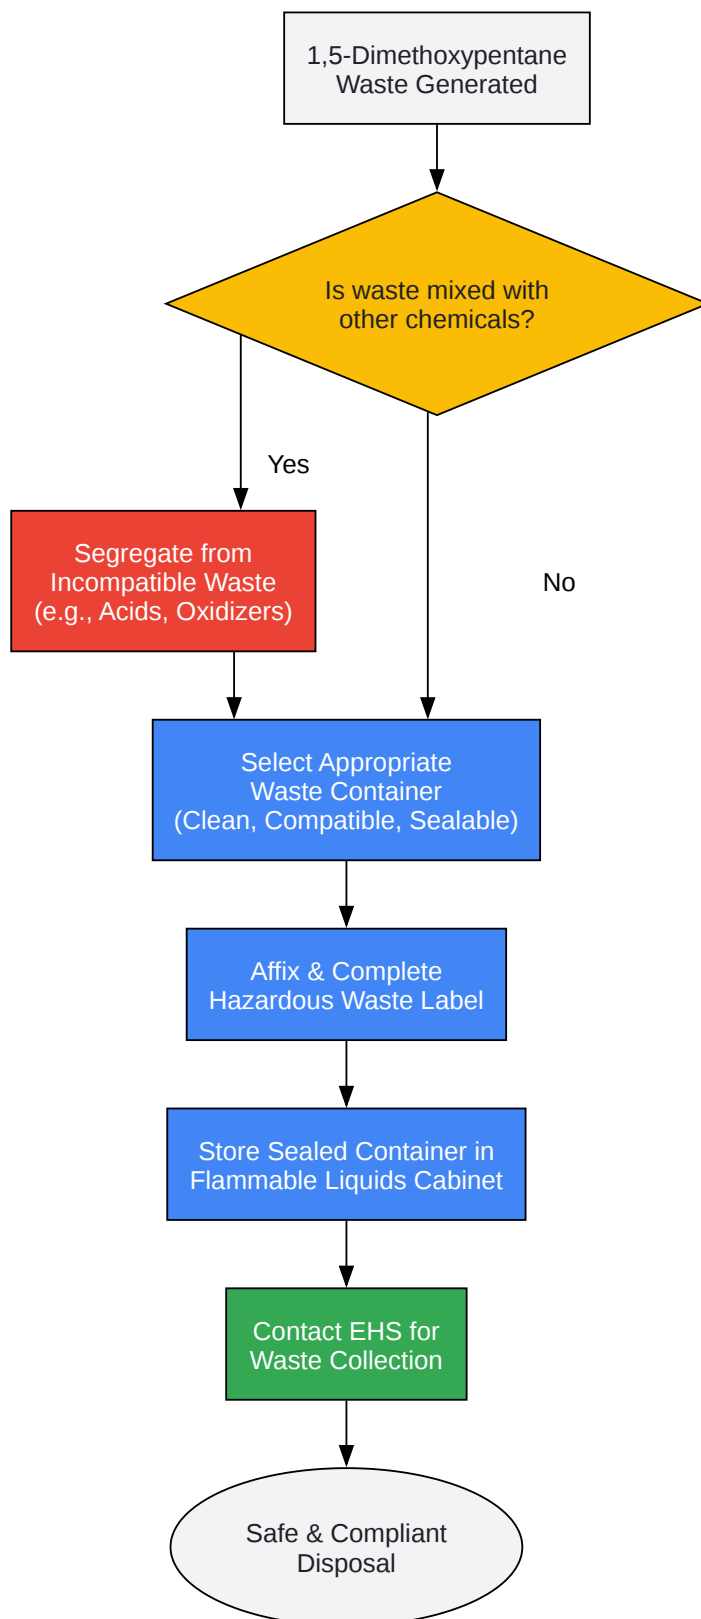 1,5-Dimethoxypentane
Waste Generated
Is waste mixed with
other chemicals?
Yes
Segregate from
Incompatible Waste
(e.g., Acids, Oxidizers)
No
Select Appropriate
Waste Container
(Clean, Compatible, Sealable)
Affix & Complete
Hazardous Waste Label
Store Sealed Container in
Flammable Liquids Cabinet
Contact EHS for
Waste Collection
Safe & Compliant
Disposal